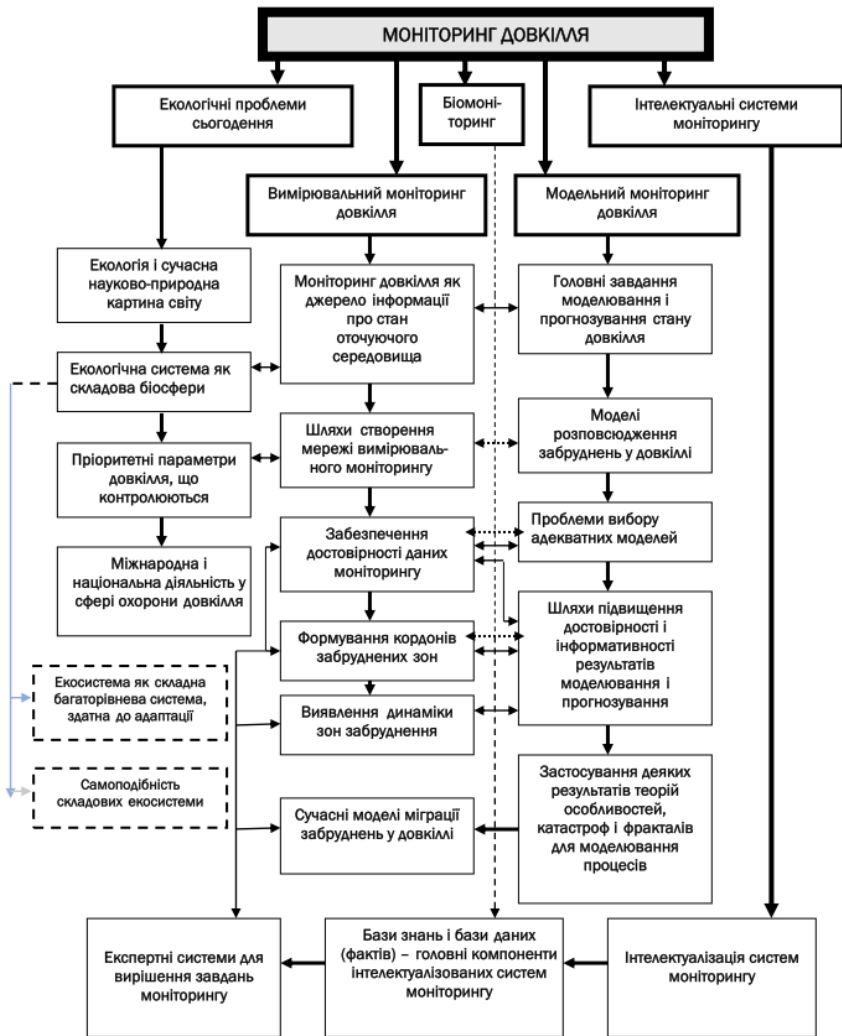 МОНІТОРИНГ ДОВКІЛЛЯ
Екологічні проблеми
сьогодення
Біомоні-
торинг
Інтелектуальні системи
моніторингу
Вимірювальний моніторинг
довкілля
Модельний моніторинг
довкілля
Екологія і сучасна
науково-природна
картина світу
Моніторинг довкілля як
джерело інформації
про стан
оточуючого
середовища
Головні завдання
моделювання і
прогнозування стану
довкілля
Екологічна система як
складова біосфери
Шляхи створення
мережі вимірюваль-
ного моніторингу
Моделі
розповсюдження
забруднень у довкіллі
Пріоритетні параметри
довкілля, що
контролюються
Забезпечення
достовірності даних
моніторингу
Проблеми вибору
адекватних моделей
Міжнародна і
національна діяльність у
сфері охорони довкілля
Формування кордонів
забруднених зон
Шляхи підвищення
достовірності і
інформативності
результатів
моделювання і
прогнозування
Екосистема як складна
багаторівнева система,
здатна до адаптації
Виявлення динаміки
зон забруднення
Самоподібність
складових екосистеми
Сучасні моделі міграції
забруднень у довкіллі
Застосування деяких
результатів теорій
особливостей,
катастроф і фракталів
для моделювання
процесів
Експертні системи для
вирішення завдань
моніторингу
Бази знань і бази даних
(фактів) – головні компоненти
інтелектуалізованих систем
моніторингу
Інтелектуалізація систем
моніторингу